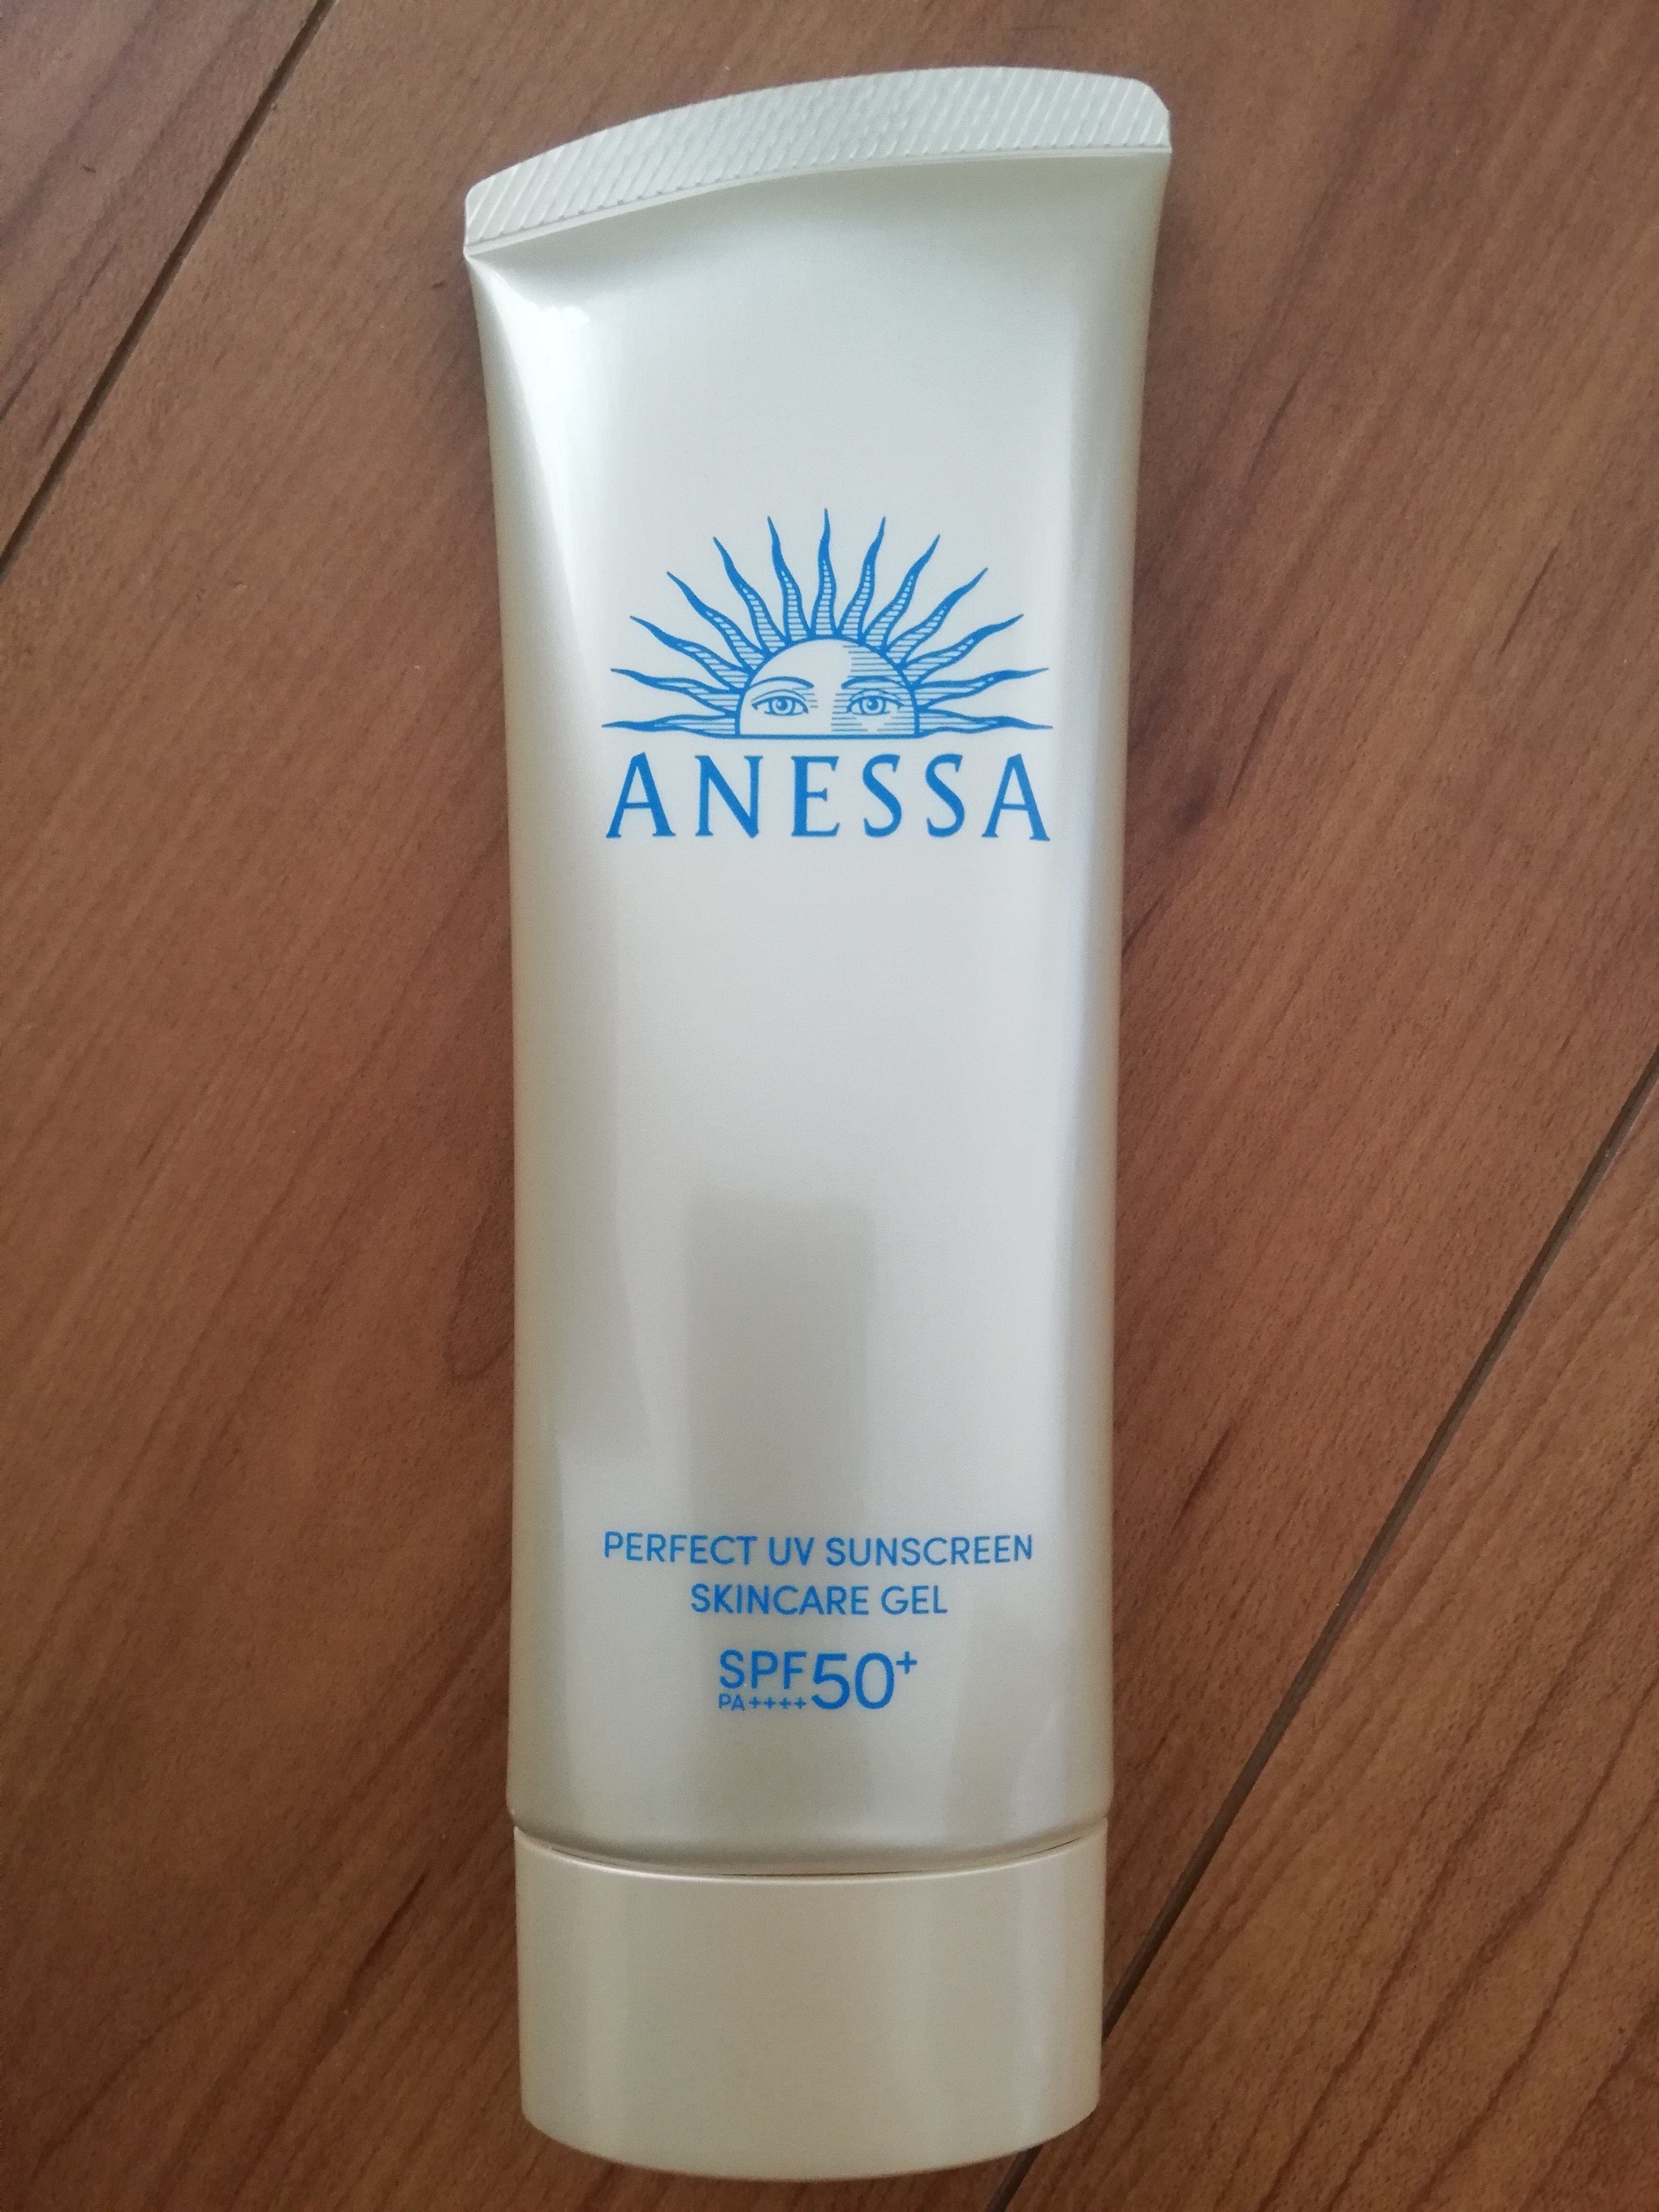 ANESSA
PERFECT UV SUNSCREEN
SKINCARE GEL
SPF50+
PA++++